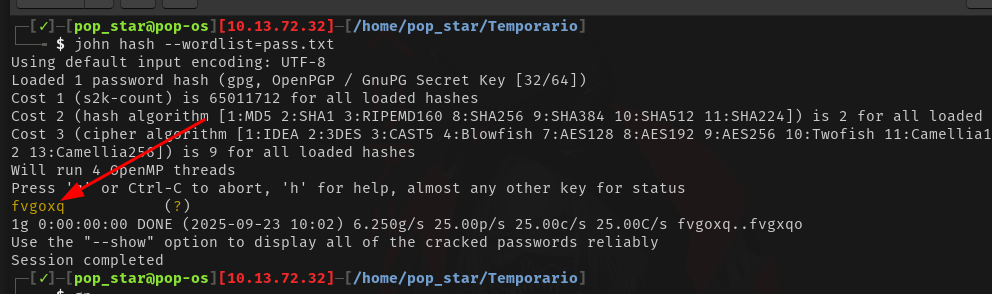 [✓]-[pop_star@pop-os][10.13.72.32]-[/home/pop_star/Temporario]
$ john hash --wordlist=pass.txt
Using default input encoding: UTF-8
Loaded 1 password hash (gpg, OpenPGP / GnuPG Secret Key [32/64])
Cost 1 (s2k-count) is 65011712 for all loaded hashes
Cost 2 (hash algorithm [1:MD5 2:SHA1 3:RIPEMD160 8:SHA256 9:SHA384 10:SHA512 11:SHA224]) is 2 for all loaded
Cost 3 (cipher algorithm [1:IDEA 2:3DES 3:CAST5 4:Blowfish 7:AES128 8:AES192 9:AES256 10:Twofish 11:Camellia1
2 13:Camellia256]) is 9 for all loaded hashes
Will run 4 OpenMP threads
Press or Ctrl-C to abort, 'h' for help, almost any other key for status
fvgoxq (?)
1g 0:00:00:00 DONE (2025-09-23 10:02) 6.250g/s 25.00p/s 25.00c/s 25.00C/s fvgoxq..fvgxqo
Use the "--show" option to display all of the cracked passwords reliably
Session completed
[✓]-[pop_star@pop-os][10.13.72.32]-[/home/pop_star/Temporario]